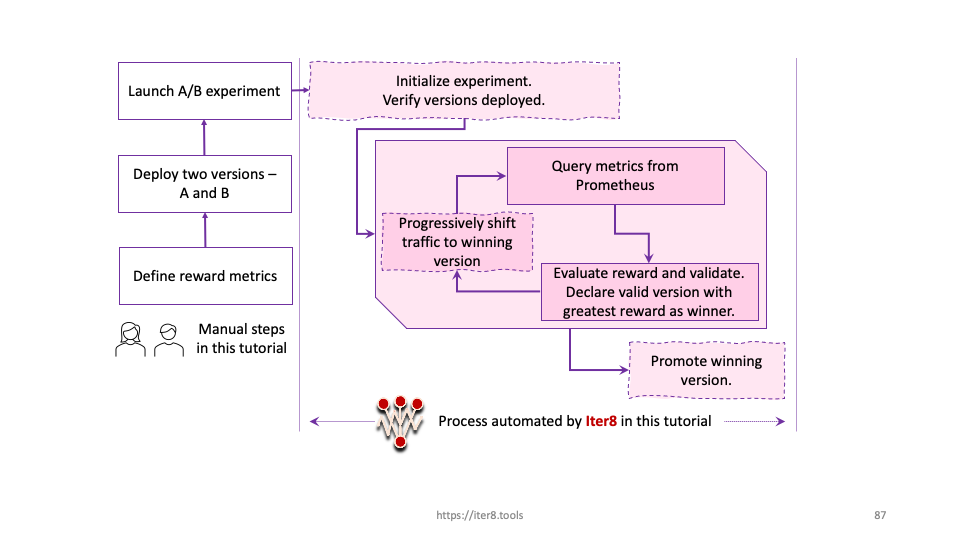 Launch A/B experiment
Initialize experiment.
Verify versions deployed.
Deploy two versions –
A and B
Define reward metrics
Manual steps
in this tutorial
Query metrics from
Prometheus
Progressively shift
traffic to winning
version
Evaluate reward and validate.
Declare valid version with
greatest reward as winner.
Promote winning
version.
Process automated by Iter8 in this tutorial
https://iter8.tools
87